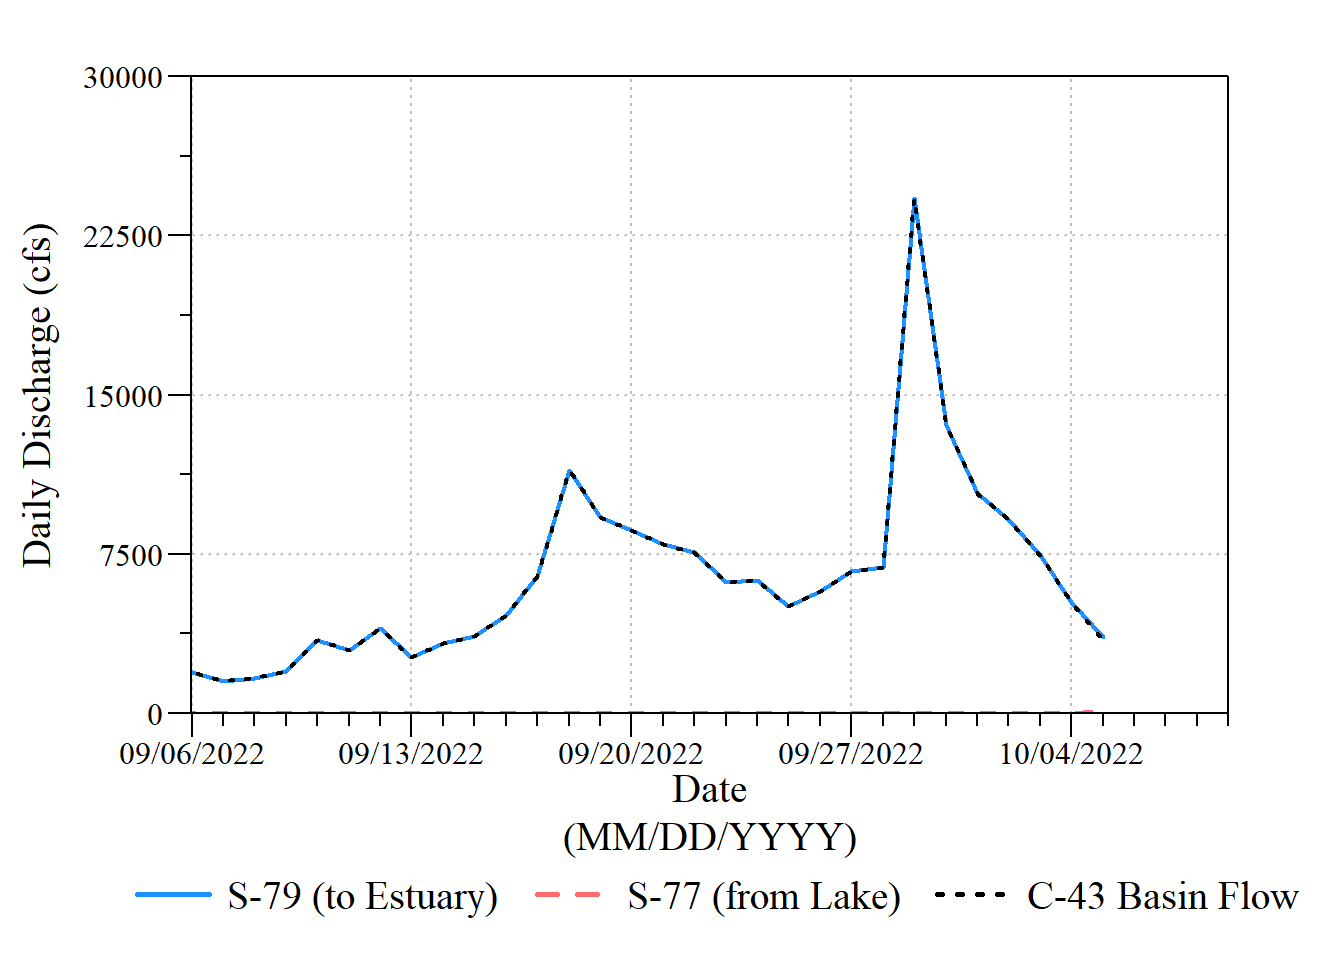 30000
22500
15000
7500
0
Daily Discharge (cfs)
09/06/2022 09/13/2022 09/20/2022 09/27/2022 10/04/2022
Date
(MM/DD/YYYY)
S-79 (to Estuary) S-77 (from Lake) C-43 Basin Flow